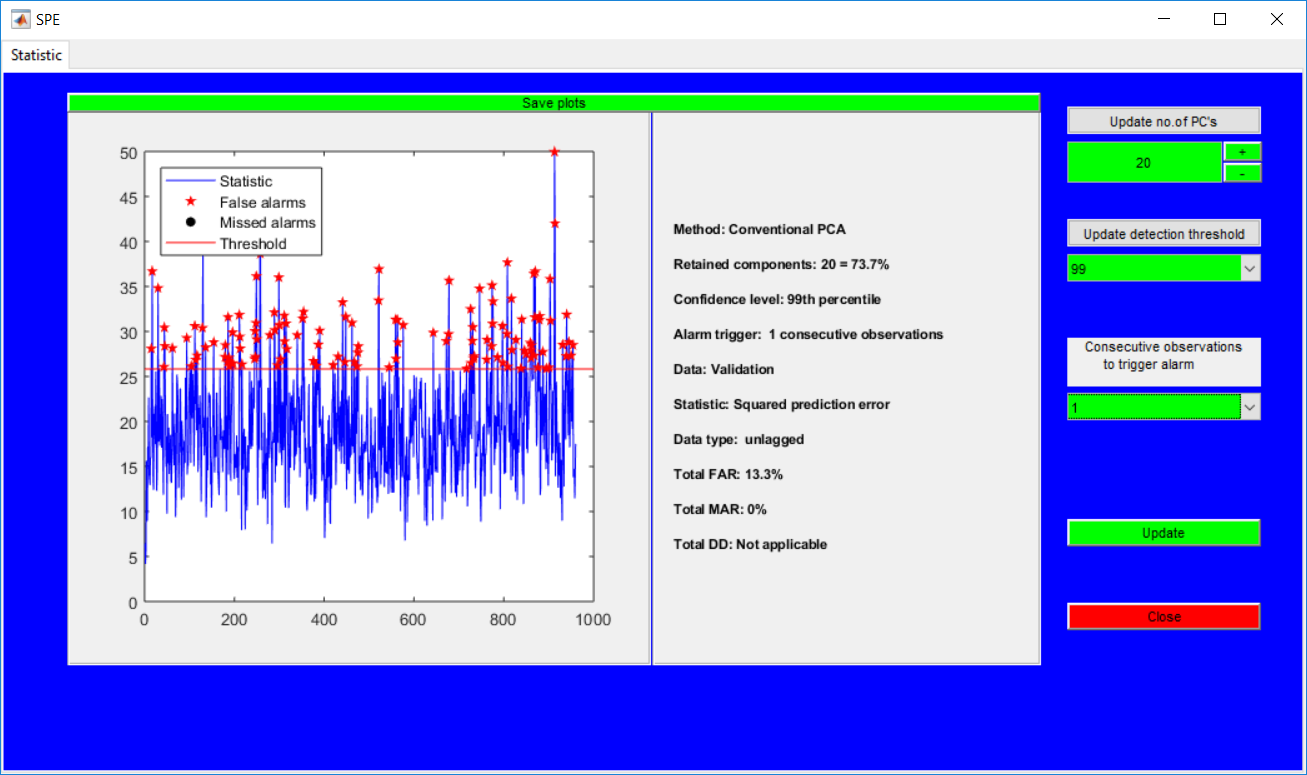 SPE
Statistic
Save plots
50
45
40
35
30
25
20
15
10
5
0
0
200
400
600
800
1000
Statistic
False alarms
Missed alarms
Threshold
Method: Conventional PCA
Retained components: 20 = 73.7%
Confidence level: 99th percentile
Alarm trigger:  1 consecutive observations
Data: Validation
Statistic: Squared prediction error
Data type:  unlagged
Total FAR: 13.3%
Total MAR: 0%
Total DD: Not applicable
Update no.of PC's
20
+
-
Update detection threshold
99
Consecutive observations
to trigger alarm
1
Update
Close